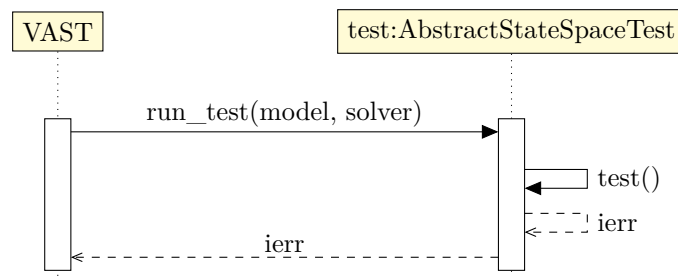 VAST
test:AbstractStateSpaceTest
run_test(model, solver)
test()
ierr
ierr